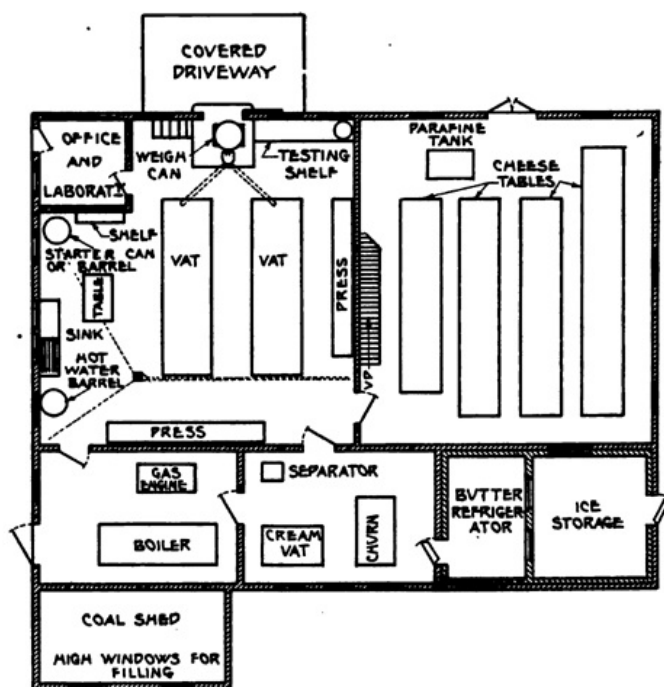 COVERED
DRIVEWAY
OFFICE
AND
LABORAT
WEIGH
CAN
TESTING
SHELF
PARAFINE
TANK
CHEESE
TABLES
SHELF
STARTER CAN
OR BARREL
TABLE
VAT
VAT
PRESS
UP
SINK
HOT
WATER
BARREL
PRESS
GAS
ENGINE
BOILER
SEPARATOR
CREAM
VAT
CHURN
BUTTER
REFRIGER
ATOR
ICE
STORAGE
COAL SHED
HIGH WINDOWS FOR
FILLING